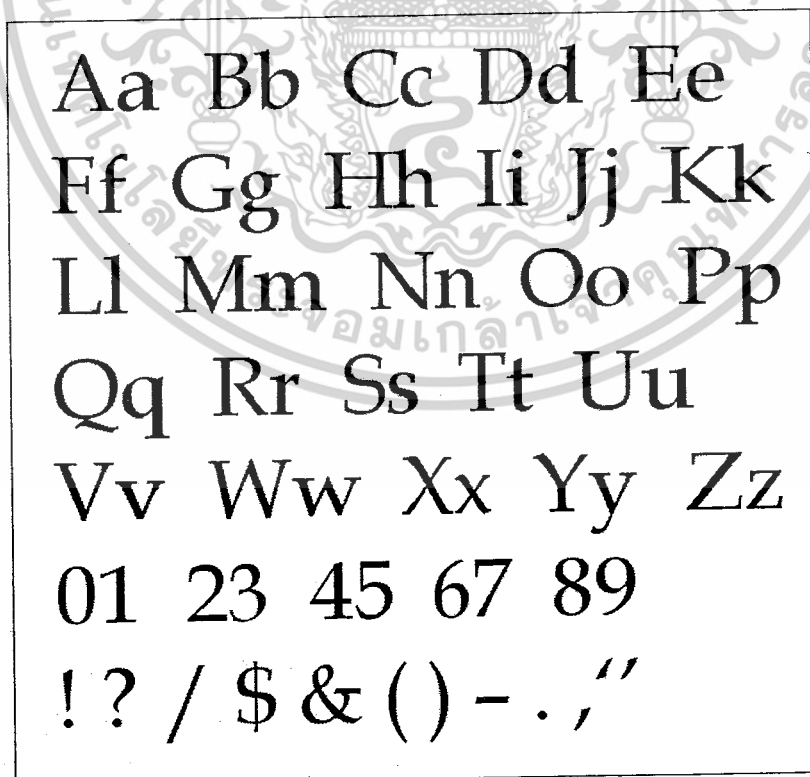 Aa Bb Cc Dd Ee
Ff Gg Hh Ii Jj Kk
Ll Mm Nn Oo Pp
Qq Rr Ss Tt Uu
Vv Ww Xx Yy Zz
01 23 45 67 89
! ? / $ & ( ) - . , ‘ ’